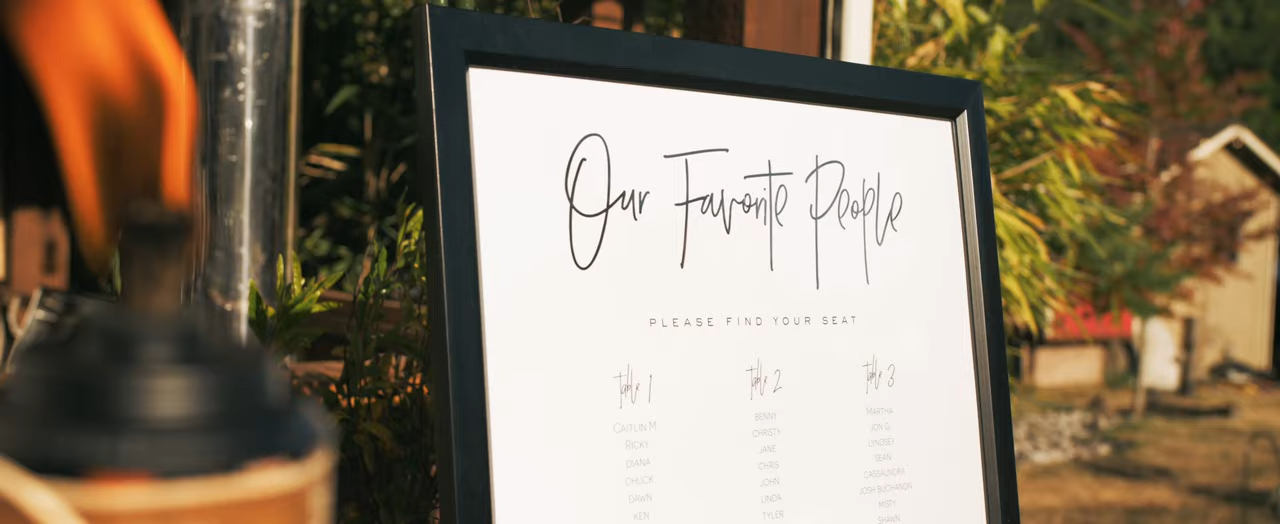 Our Favorite People
PLEASE FIND YOUR SEAT
Table 1
CAITLIN M.
RICKY
DIANA
CHUCK
DAWN
KEN
Table 2
BENNY
CHRISTY
JANE
CHRIS
JOHN
LINDA
TYLER
Table 3
MARTHA
JON G.
LYNDSEY
SEAN
CASSAUNDRA
JOSH BUCHANON
MISTY
SHAWN